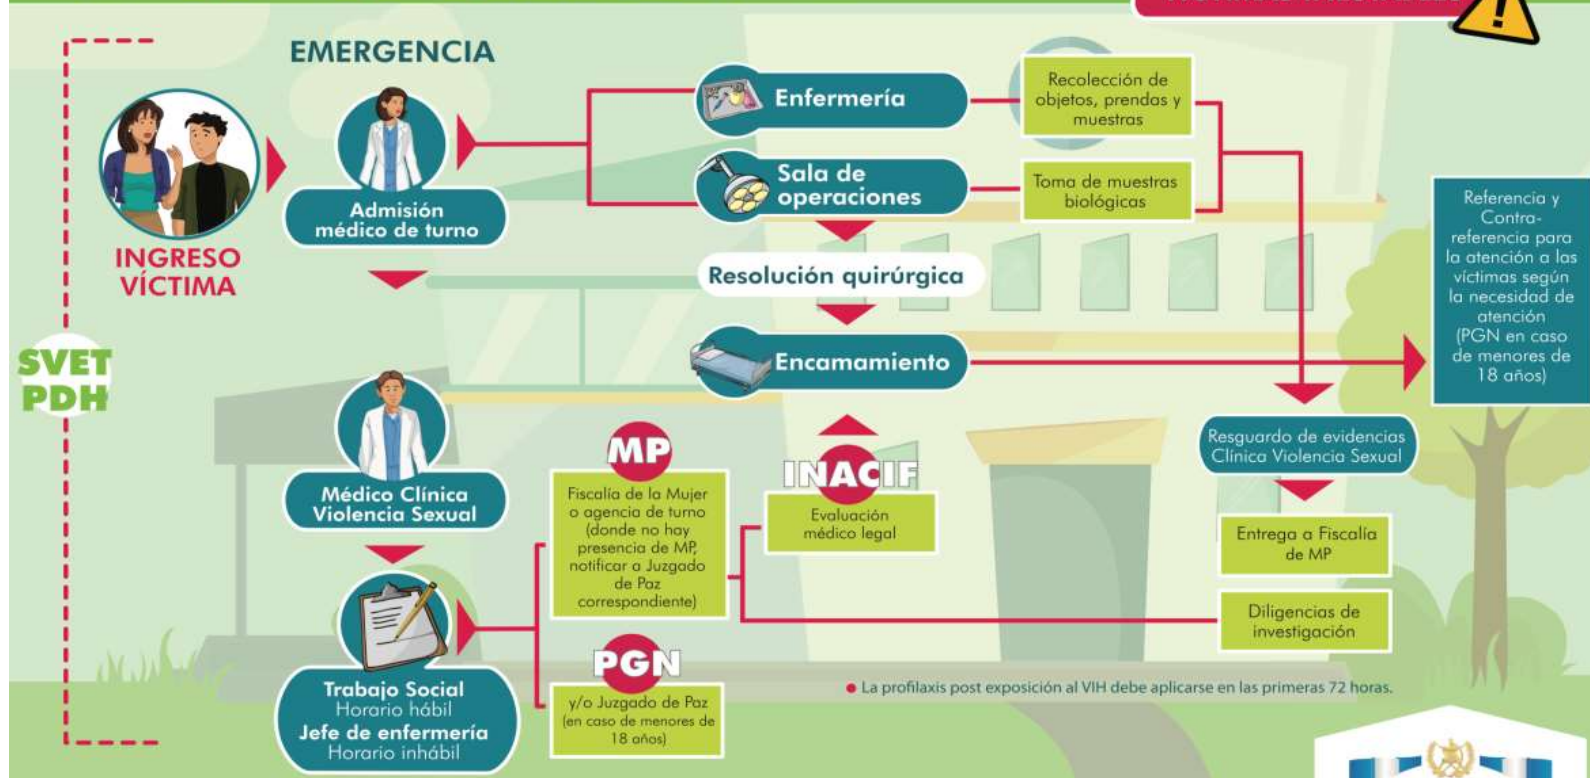 EMERGENCIA
INGRESO
VÍCTIMA
Admisión
médico de turno
Enfermería
Recolección de
objetos, prendas y
muestras
Sala de
operaciones
Toma de muestras
biológicas
Resolución quirúrgica
Encamamiento
Referencia y
Contra-
referencia para
la atención a las
víctimas según
la necesidad de
atención
(PGN en caso
de menores de
18 años)
SVET
PDH
Médico Clínica
Violencia Sexual
MP
Fiscalía de la Mujer
o agencia de turno
(donde no hay
presencia de MP,
notificar a Juzgado
de Paz
correspondiente)
INACIF
Evaluación
médico legal
Resguardo de evidencias
Clínica Violencia Sexual
Entrega a Fiscalía
de MP
Diligencias de
investigación
Trabajo Social
Horario hábil
Jefe de enfermería
Horario inhábil
PGN
y/o Juzgado de Paz
(en caso de menores de
18 años)
● La profilaxis post exposición al VIH debe aplicarse en las primeras 72 horas.